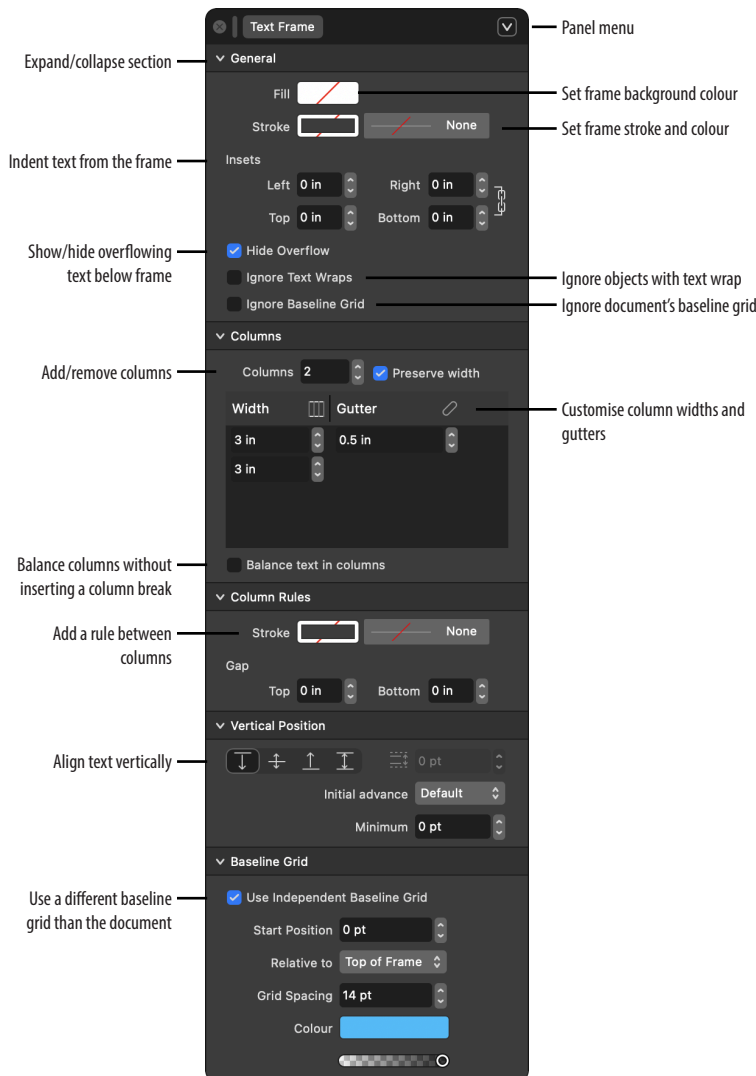 Text Frame
Panel menu
Expand/collapse section
General
Fill
Set frame background colour
Stroke
None
Set frame stroke and colour
Indent text from the frame
Insets
Left 0 in Right 0 in
Top 0 in Bottom 0 in
Show/hide overflowing
text below frame
Hide Overflow
Ignore Text Wraps
Ignore objects with text wrap
Ignore Baseline Grid
Ignore document's baseline grid
Columns
Add/remove columns
Columns 2 Preserve width
Width Gutter
Customise column widths and
gutters
3 in 0.5 in
3 in
Balance columns without
inserting a column break
Balance text in columns
Column Rules
Add a rule between
columns
Stroke None
Gap
Top 0 in Bottom 0 in
Vertical Position
Align text vertically
0 pt
Initial advance Default
Minimum 0 pt
Baseline Grid
Use a different baseline
grid than the document
Use Independent Baseline Grid
Start Position 0 pt
Relative to Top of Frame
Grid Spacing 14 pt
Colour